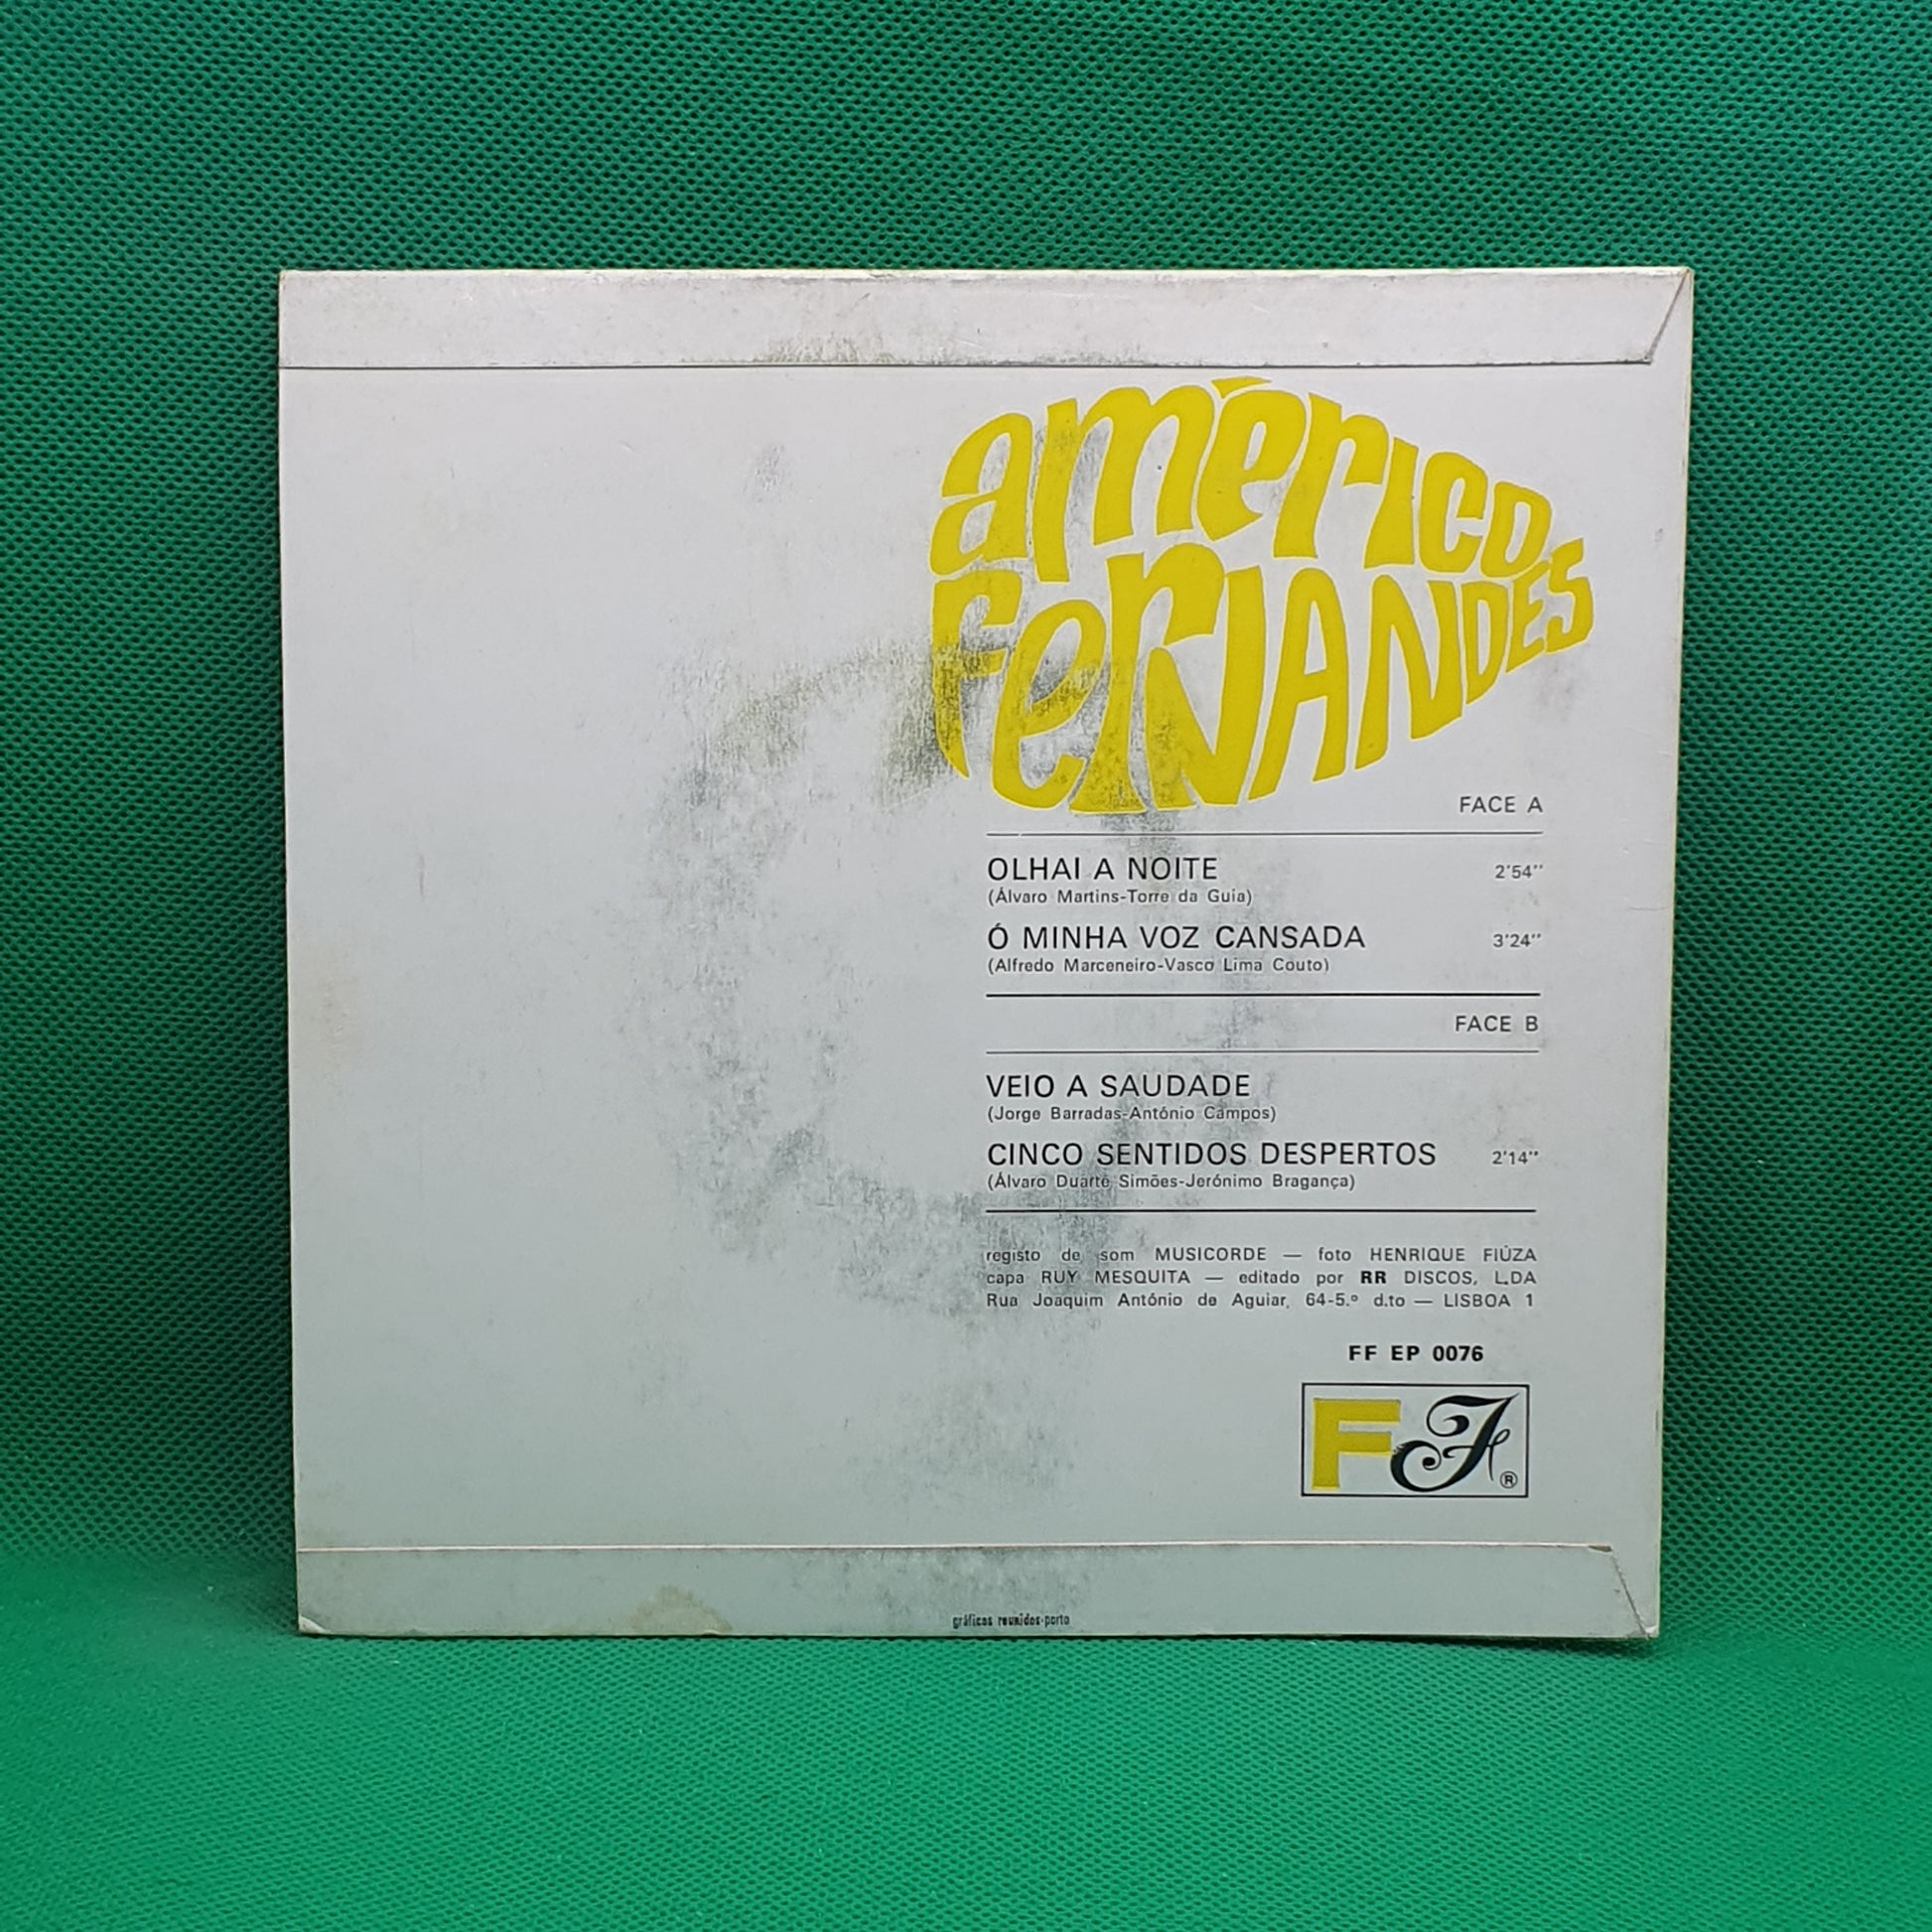 américo
FerNANDES
FACE A
OLHAI A NOITE 2'54''
(Álvaro Martins-Torre da Guia)
Ó MINHA VOZ CANSADA 3'24''
(Alfredo Marceneiro-Vasco Lima Couto)
FACE B
VEIO A SAUDADE
(Jorge Barradas-António Campos)
CINCO SENTIDOS DESPERTOS 2'14''
(Álvaro Duarte Simões-Jerónimo Bragança)
registo de som MUSICORDE — foto HENRIQUE FIÚZA
capa RUY MESQUITA — editado por RR DISCOS, L.DA
Rua Joaquim António de Aguiar, 64-5.º d.to — LISBOA 1
FF EP 0076
FF®
gráficos reunidos-porto